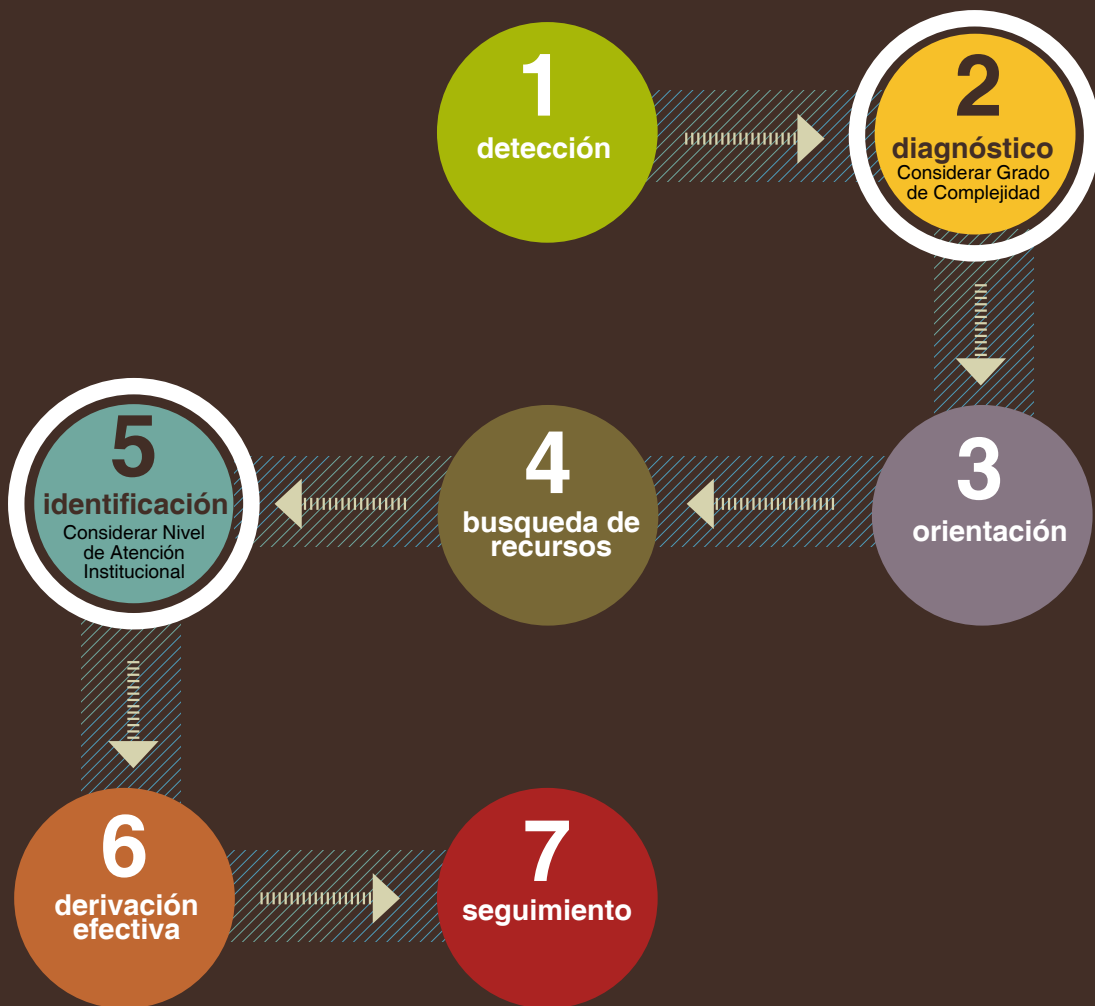 1
detección
2
diagnóstico
Considerar Grado
de Complejidad
3
orientación
4
busqueda de
recursos
5
identificación
Considerar Nivel
de Atención
Institucional
6
derivación
efectiva
7
seguimiento